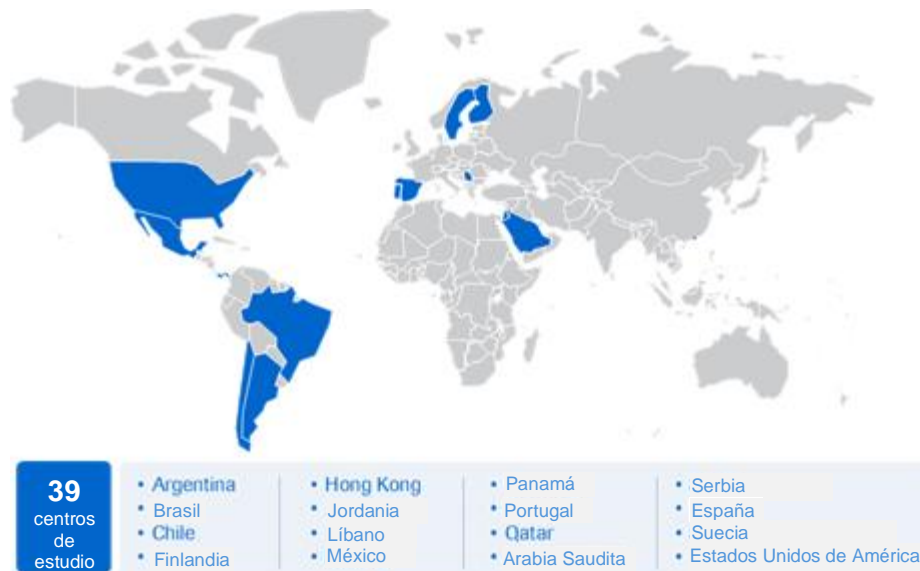 39
centros
de
estudio
• Argentina
• Brasil
• Chile
• Finlandia
• Hong Kong
• Jordania
• Líbano
• México
• Panamá
• Portugal
• Qatar
• Arabia Saudita
• Serbia
• España
• Suecia
• Estados Unidos de América